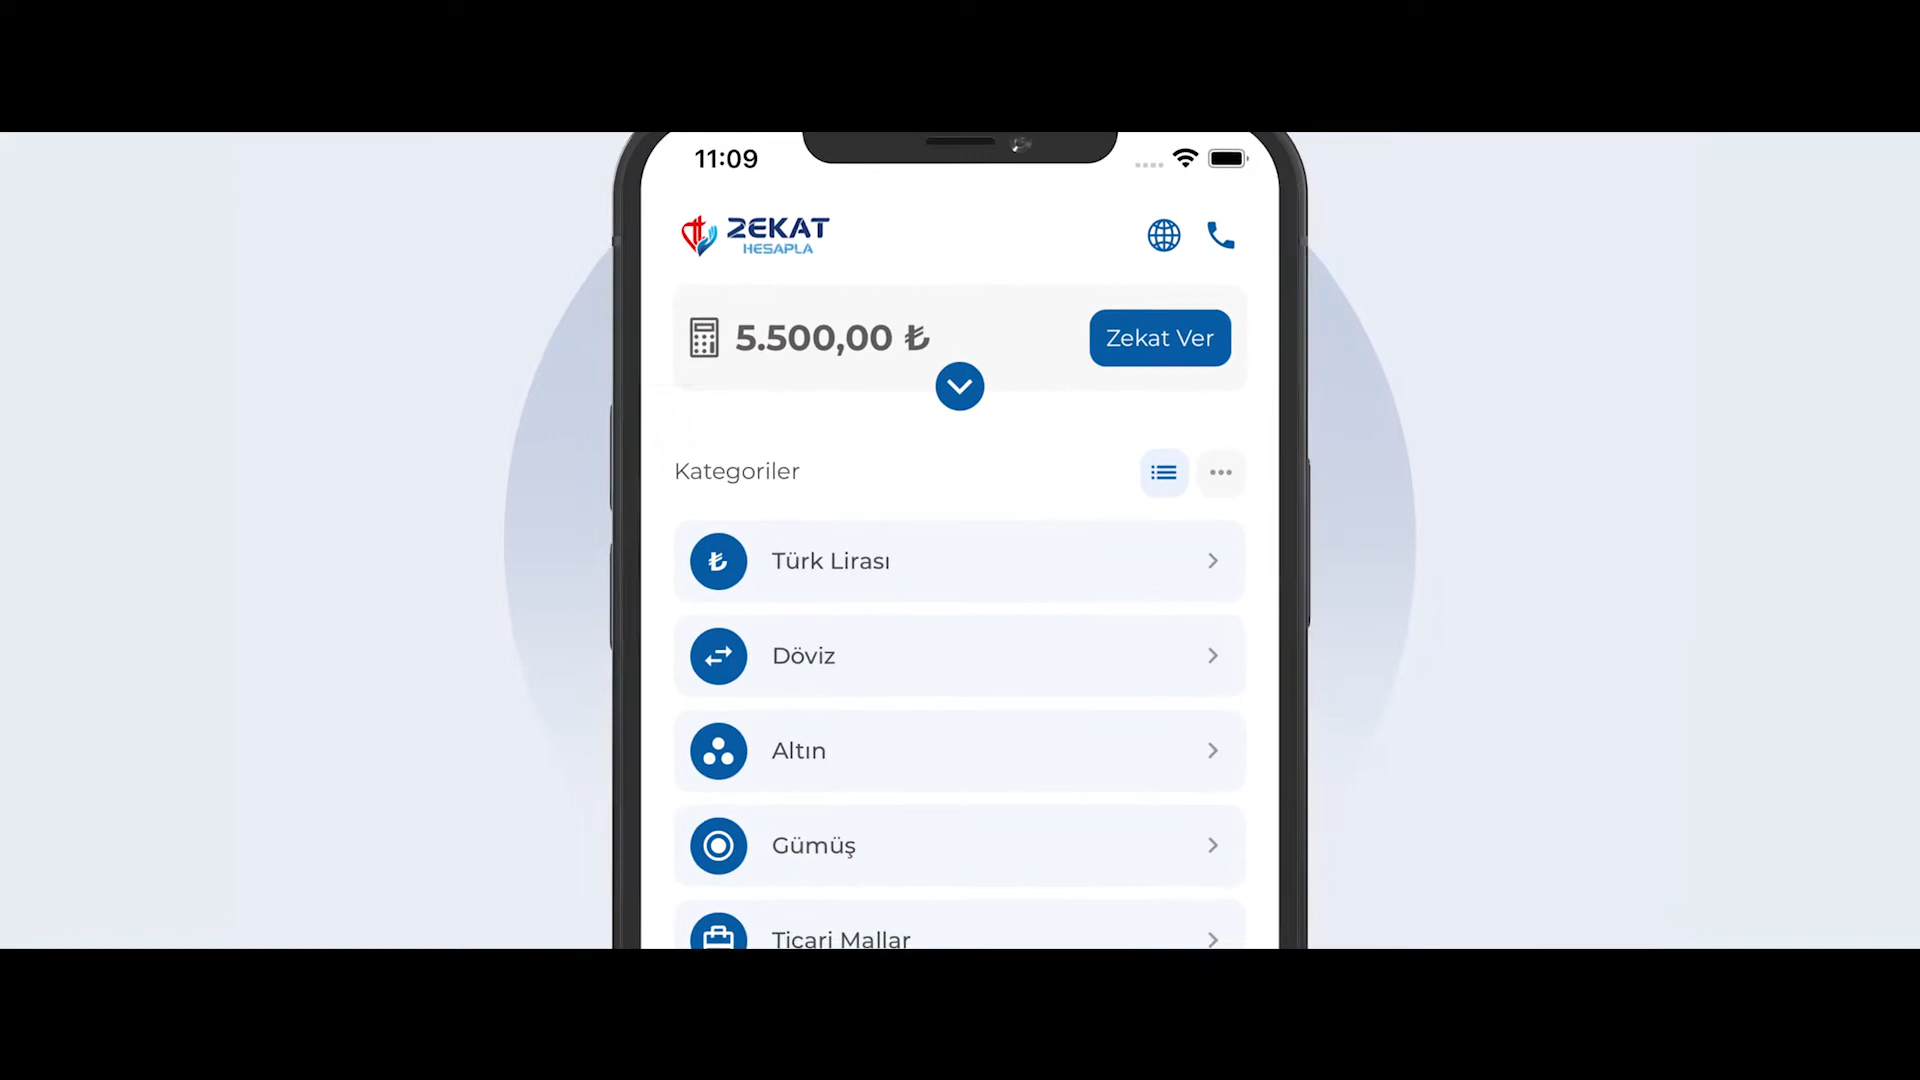 11:09
ZEKAT
HESAPLA
5.500,00 ₺
Zekat Ver
Kategoriler
Türk Lirası
Döviz
Altın
Gümüş
Ticari Mallar